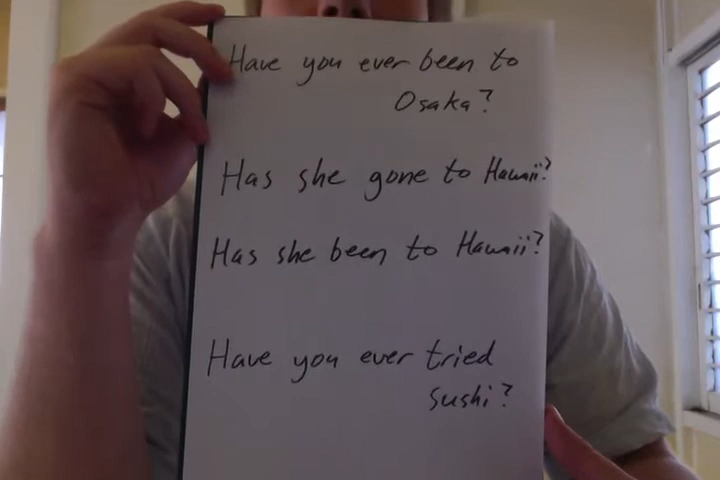 Have you ever been to
Osaka?
Has she gone to Hawaii?
Has she been to Hawaii?
Have you ever tried
sushi?